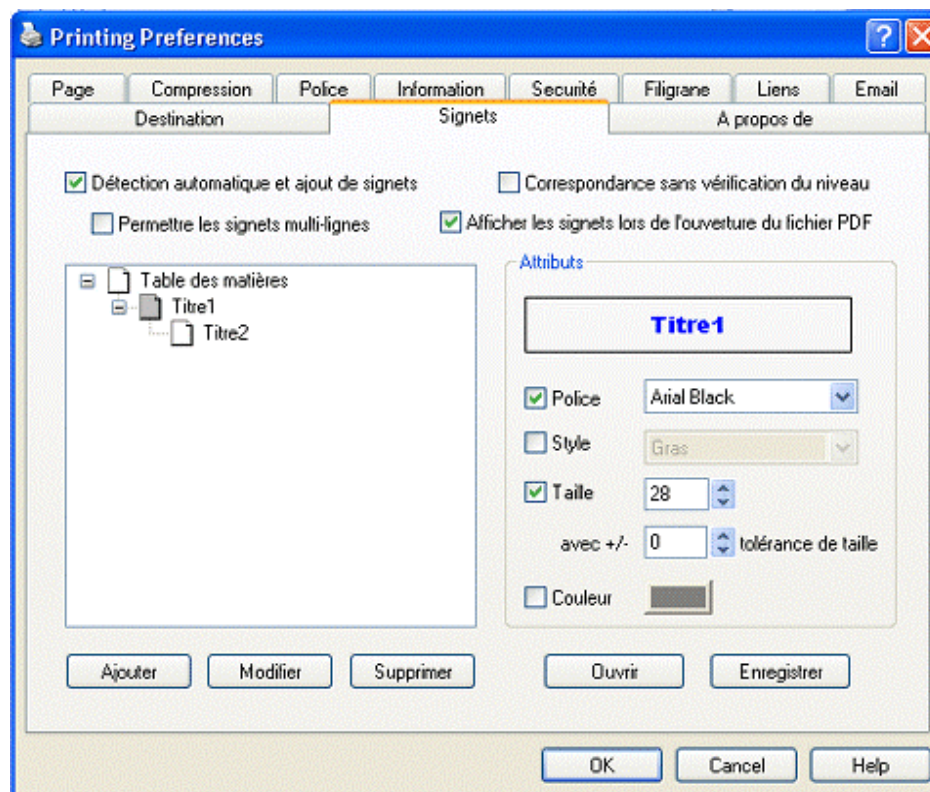 Printing Preferences
Page Compression Police Information Securité Filigrane Liens Email
Destination Signets A propos de
Détection automatique et ajout de signets Correspondance sans vérification du niveau
Permettre les signets multi-lignes Afficher les signets lors de l'ouverture du fichier PDF
Table des matières
Titre1
Titre2
Attributs
Titre1
Police Arial Black
Style Gras
Taille 28
avec +/- 0 tolérance de taille
Couleur
Ajouter Modifier Supprimer Ouvrir Enregistrer
OK Cancel Help